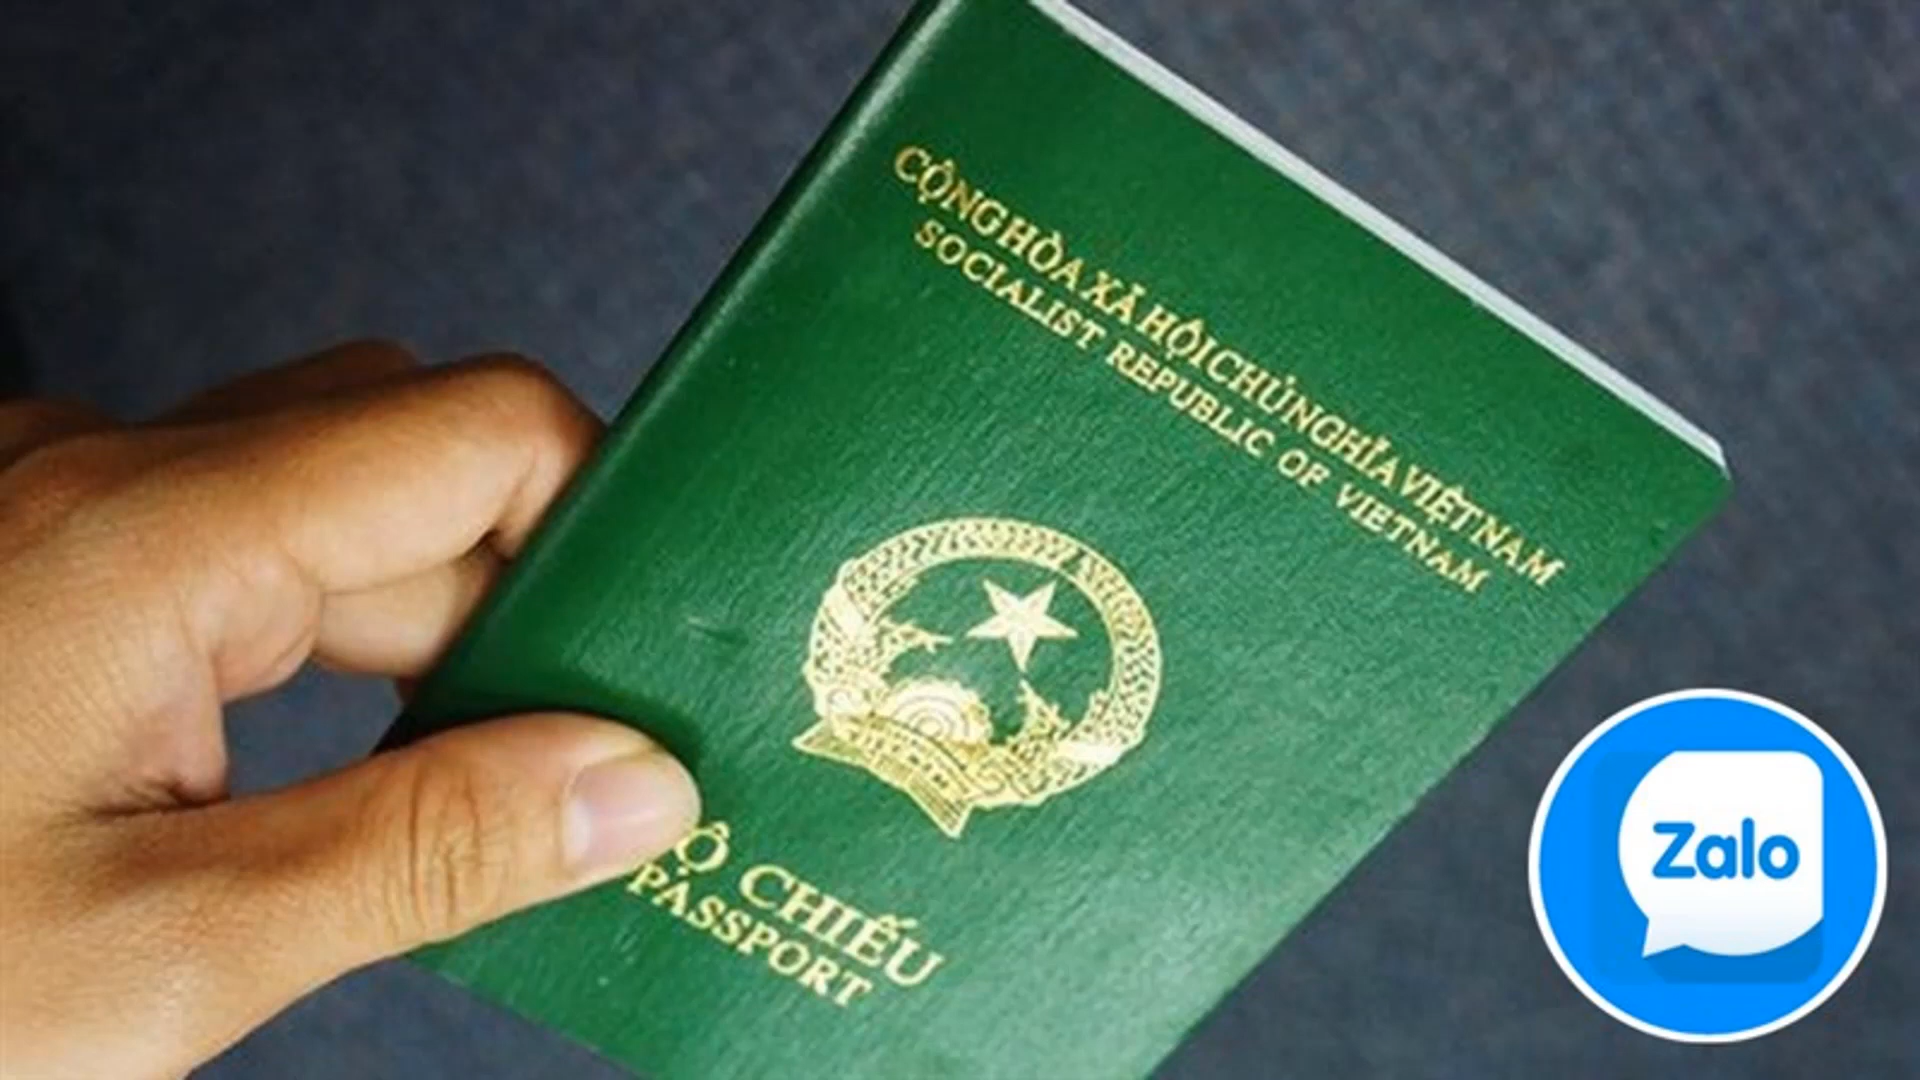 CỘNG HÒA XÃ HỘI CHỦ NGHĨA VIỆT NAM
SOCIALIST REPUBLIC OF VIETNAM
Ộ CHIẾU
PASSPORT
Zalo